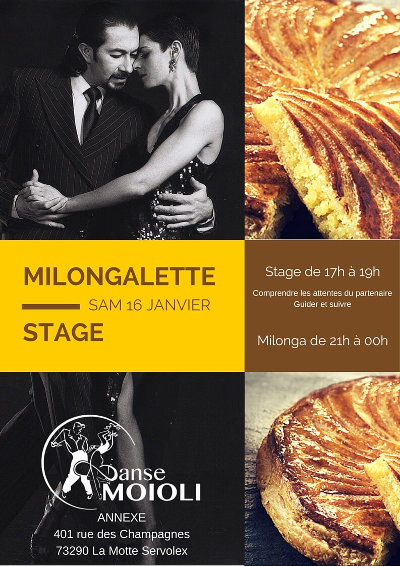 MILONGALETTE
SAM 16 JANVIER
STAGE
Stage de 17h à 19h
Comprendre les attentes du partenaire
Guider et suivre
Milonga de 21h à 00h
Danse
MOIOLI
ANNEXE
401 rue des Champagnes
73290 La Motte Servolex